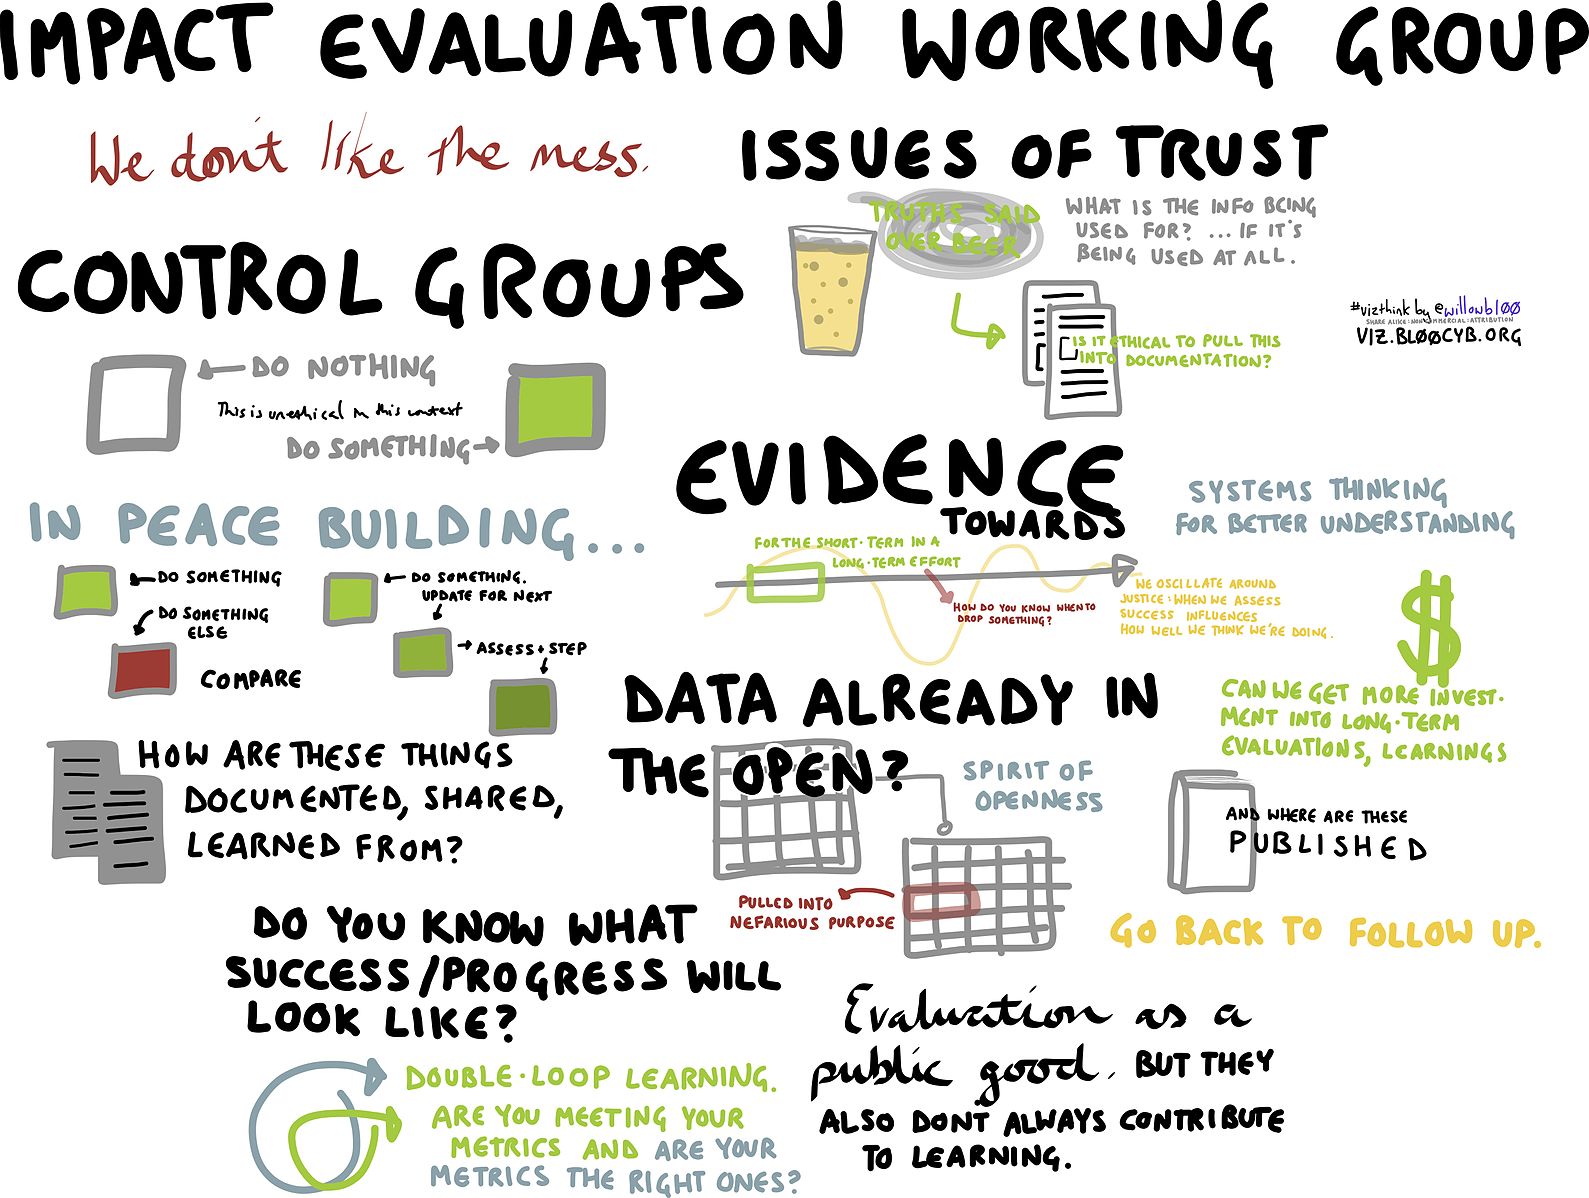 IMPACT EVALUATION WORKING GROUP
We don't like the mess.
ISSUES OF TRUST
TRUTHS SAID
OVER BEER
WHAT IS THE INFO BEING
USED FOR? ... IF IT'S
BEING USED AT ALL.
IS IT ETHICAL TO PULL THIS
INTO DOCUMENTATION?
#vizthink by @willowbl00
SHARE ALIKE: NONCOMMERCIAL: ATTRIBUTION
VIZ.BL00CYB.ORG
CONTROL GROUPS
DO NOTHING
This is unethical in this context
DO SOMETHING
IN PEACE BUILDING...
DO SOMETHING
DO SOMETHING
ELSE
COMPARE
DO SOMETHING.
UPDATE FOR NEXT
ASSESS + STEP
HOW ARE THESE THINGS
DOCUMENTED, SHARED,
LEARNED FROM?
EVIDENCE
TOWARDS
FOR THE SHORT-TERM IN A
LONG-TERM EFFORT
HOW DO YOU KNOW WHEN TO
DROP SOMETHING?
WE OSCILLATE AROUND
JUSTICE: WHEN WE ASSESS
SUCCESS INFLUENCES
HOW WELL WE THINK WE'RE DOING.
SYSTEMS THINKING
FOR BETTER UNDERSTANDING
$
CAN WE GET MORE INVEST-
MENT INTO LONG-TERM
EVALUATIONS, LEARNINGS
AND WHERE ARE THESE
PUBLISHED
GO BACK TO FOLLOW UP.
DATA ALREADY IN
THE OPEN?
SPIRIT OF
OPENNESS
PULLED INTO
NEFARIOUS PURPOSE
DO YOU KNOW WHAT
SUCCESS/PROGRESS WILL
LOOK LIKE?
DOUBLE-LOOP LEARNING.
ARE YOU MEETING YOUR
METRICS AND ARE YOUR
METRICS THE RIGHT ONES?
Evaluation as a
public good. BUT THEY
ALSO DONT ALWAYS CONTRIBUTE
TO LEARNING.